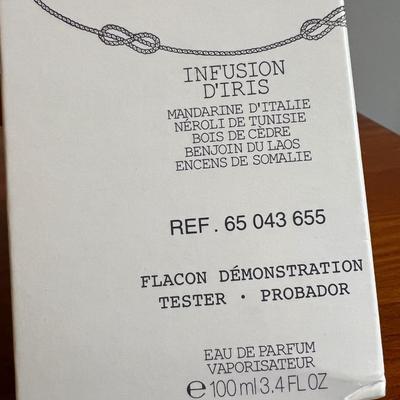 INFUSION
D'IRIS
MANDARINE D'ITALIE
NÉROLI DE TUNISIE
BOIS DE CÈDRE
BENJOIN DU LAOS
ENCENS DE SOMALIE
REF. 65 043 655
FLACON DÉMONSTRATION
TESTER · PROBADOR
EAU DE PARFUM
VAPORISATEUR
℮ 100 ml 3.4 FL OZ